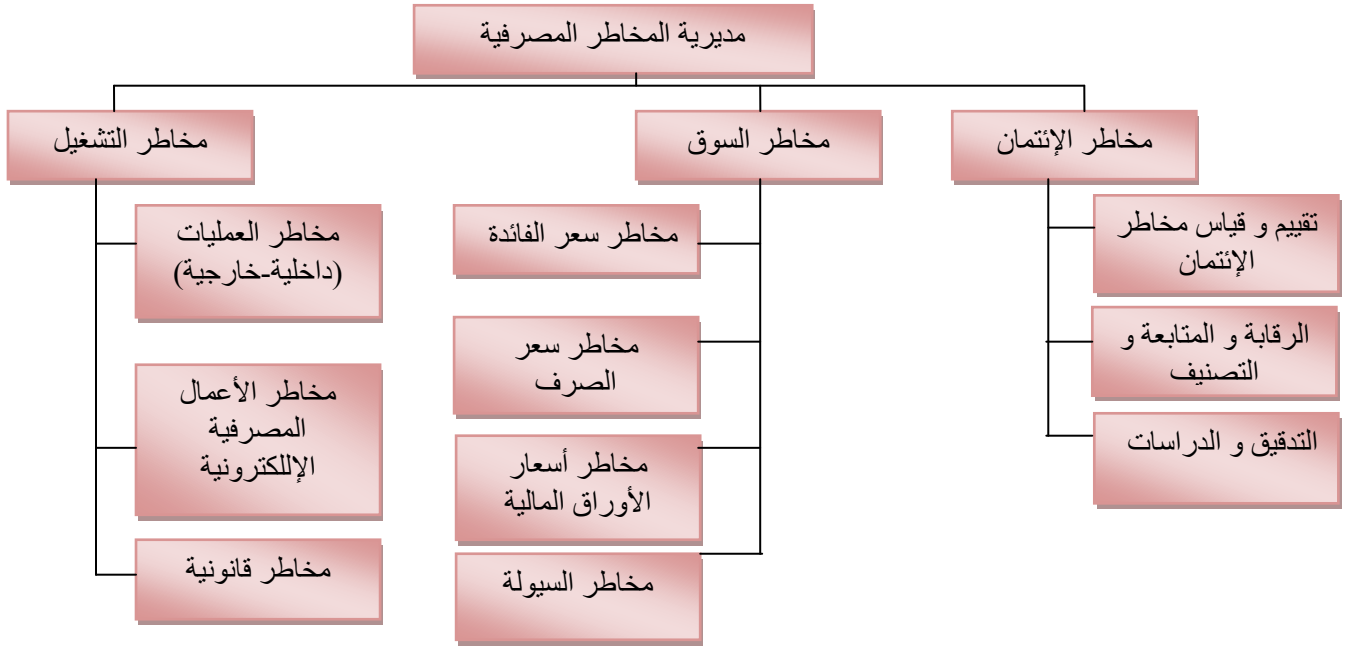 مديرية المخاطر المصرفية
مخاطر الإئتمان
مخاطر السوق
مخاطر التشغيل
تقييم و قياس مخاطر
الإئتمان
الرقابة و المتابعة و
التصنيف
التدقيق و الدراسات
مخاطر سعر الفائدة
مخاطر سعر
الصرف
مخاطر أسعار
الأوراق المالية
مخاطر السيولة
مخاطر العمليات
(داخلية-خارجية)
مخاطر الأعمال
المصرفية
الإللكترونية
مخاطر قانونية